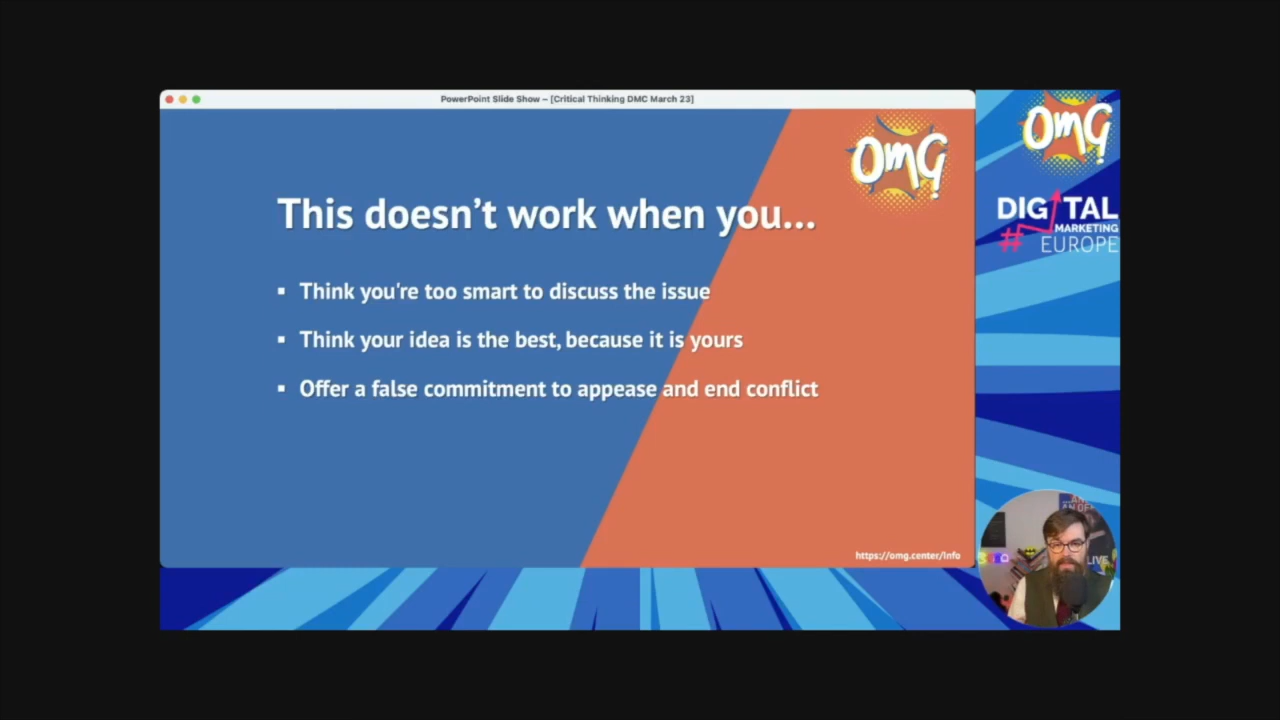 PowerPoint Slide Show – [Critical Thinking DMC March 23]
OMG
OMG
This doesn’t work when you...
DIGITAL
MARKETING
# EUROPE
▪ Think you're too smart to discuss the issue
▪ Think your idea is the best, because it is yours
▪ Offer a false commitment to appease and end conflict
https://omg.center/info
LIVE